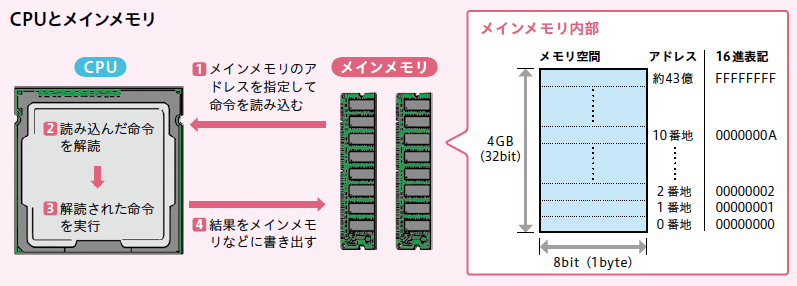 CPUとメインメモリ
CPU
1 メインメモリのア
ドレスを指定して
命令を読み込む
メインメモリ
2 読み込んだ命令
を解読
3 解読された命令
を実行
4 結果をメインメモ
リなどに書き出す
メインメモリ内部
メモリ空間 アドレス 16進表記
約43億 FFFFFFFF
10番地 0000000A
2番地 00000002
1番地 00000001
0番地 00000000
4GB
(32bit)
8bit (1byte)